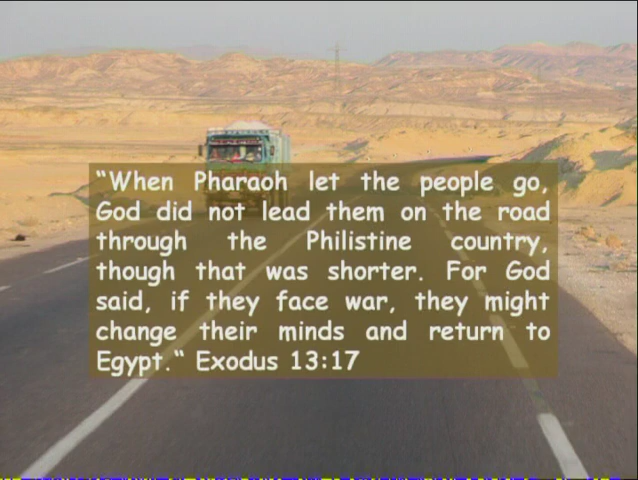 “When Pharaoh let the people go,
God did not lead them on the road
through the Philistine country,
though that was shorter. For God
said, if they face war, they might
change their minds and return to
Egypt.“ Exodus 13:17